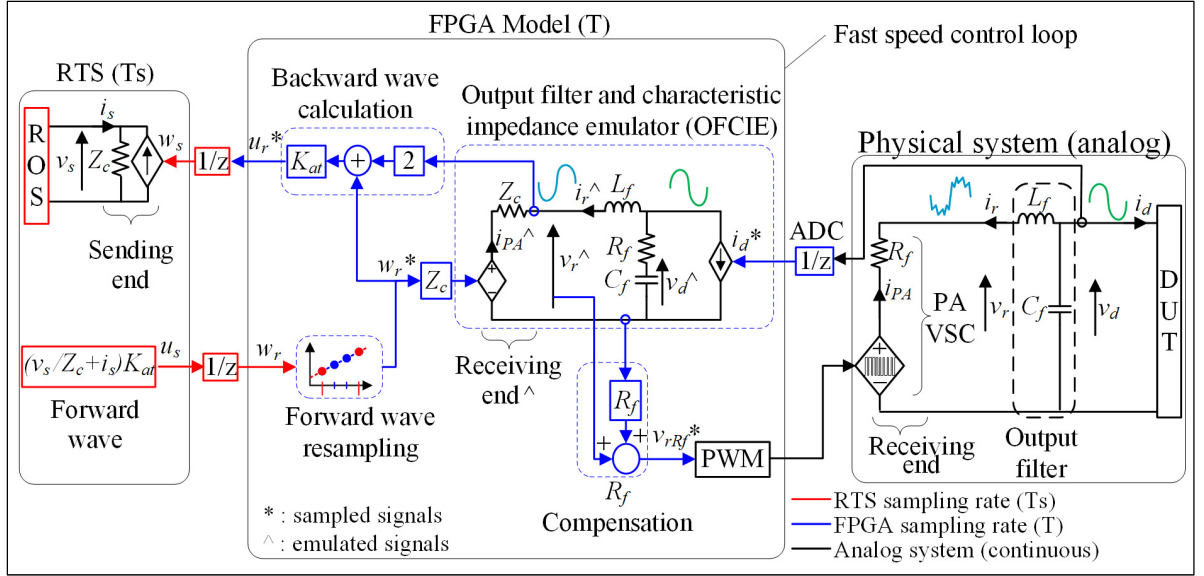 FPGA Model (T)
Fast speed control loop
RTS (Ts)
Backward wave
calculation
Output filter and characteristic
impedance emulator (OFCIE)
Physical system (analog)
R
O
S
i_s
v_s
Z_c
w_s
1/z
u_r*
K_at
+
2
Z_c
i_r^
L_f
i_PA^
+
−
v_r^
R_f
C_f
v_d^
i_d*
ADC
1/z
i_r
L_f
i_d
R_f
i_PA
PA
VSC
v_r
C_f
v_d
D
U
T
+
−
Sending
end
w_r*
Z_c
Receiving
end^
(v_s/Z_c+i_s)K_at
u_s
1/z
w_r
Forward
wave
Forward wave
resampling
R_f
+
+
v_rRf*
PWM
R_f
Compensation
Receiving
end
Output
filter
* : sampled signals
^ : emulated signals
RTS sampling rate (Ts)
FPGA sampling rate (T)
Analog system (continuous)